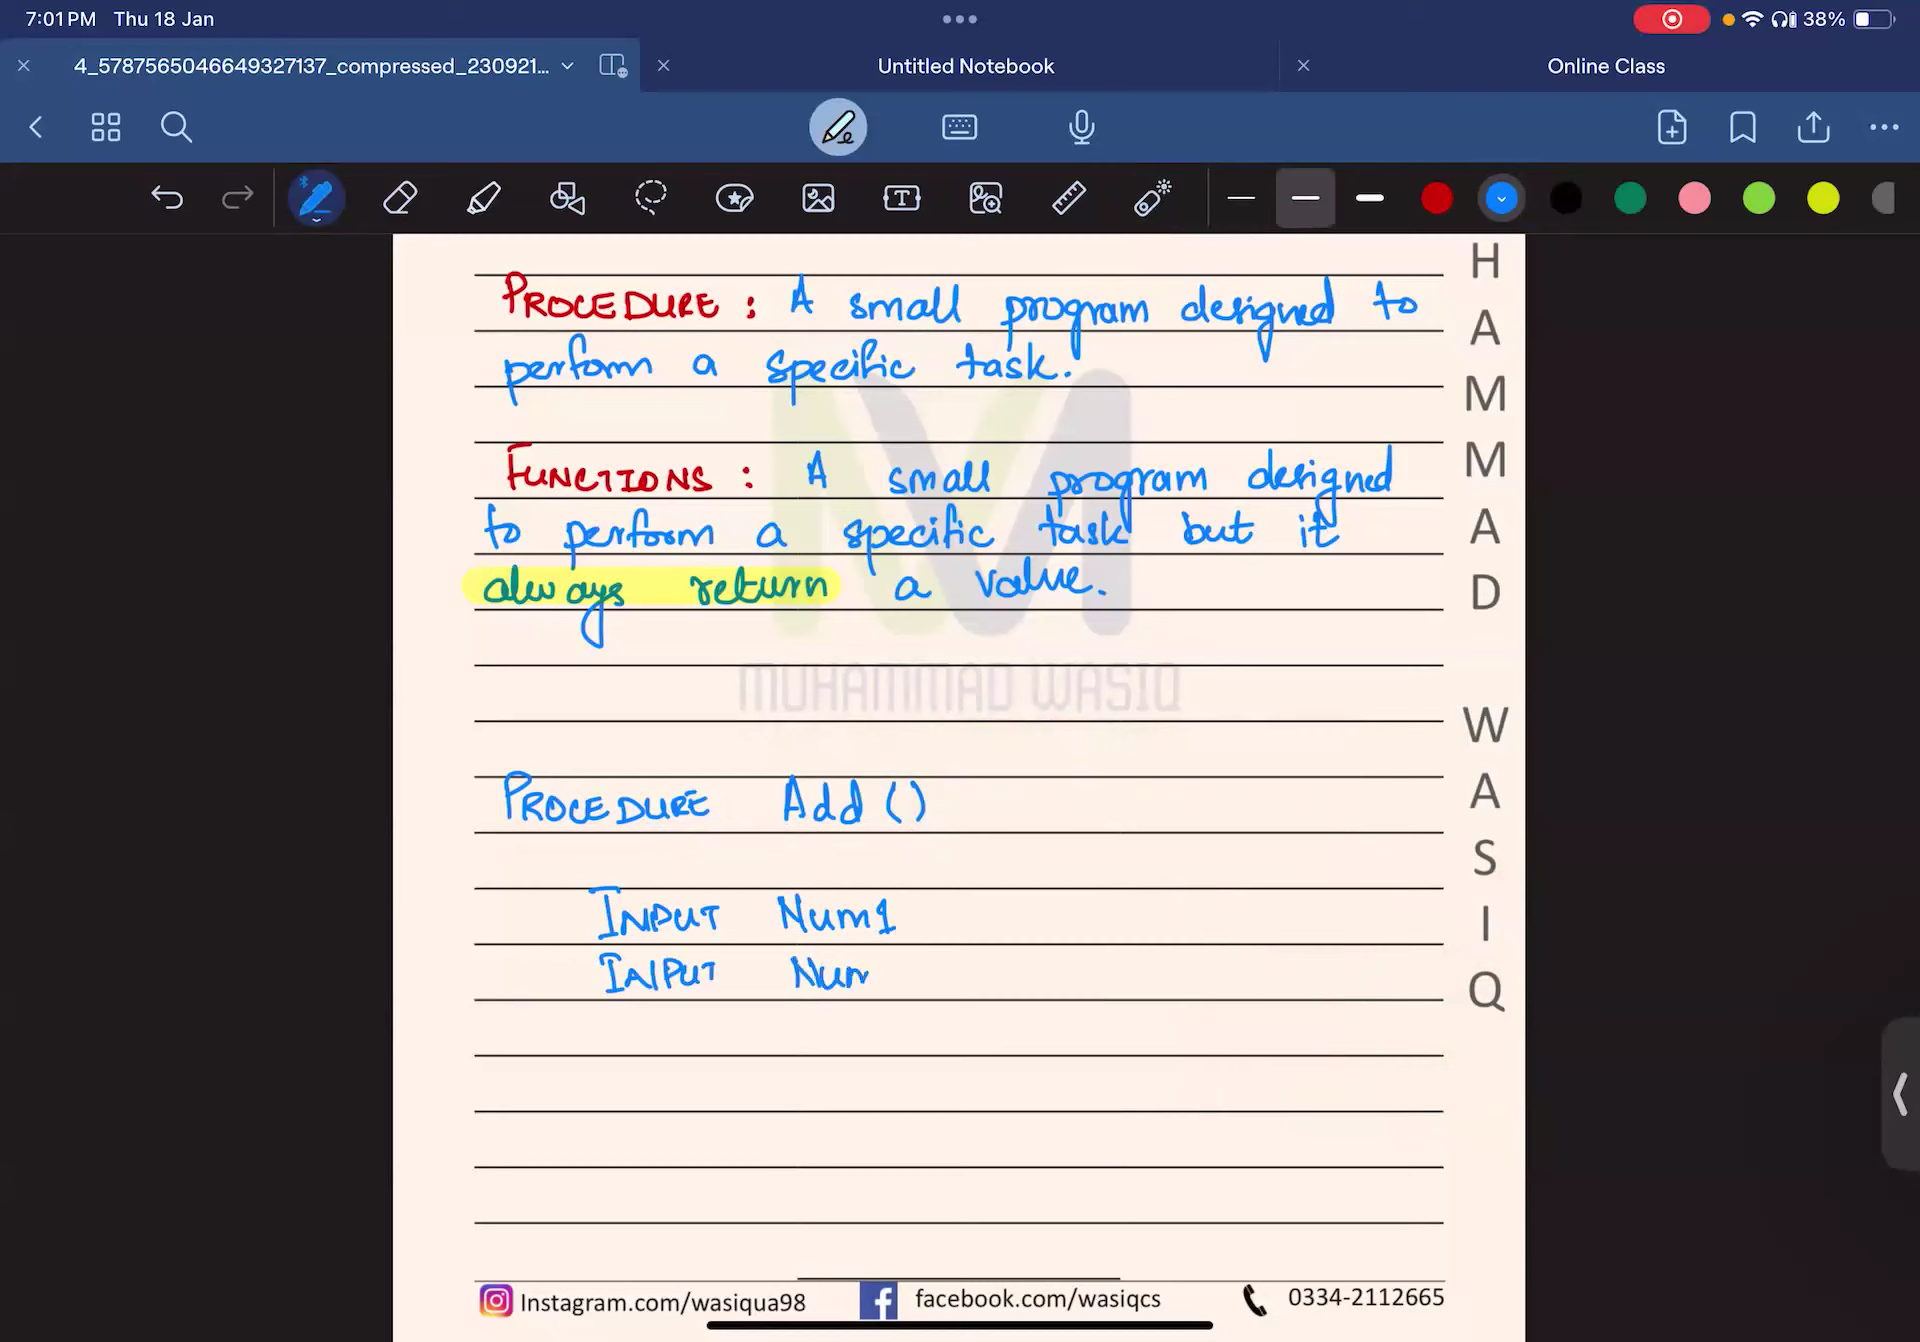 7:01 PM Thu 18 Jan
38%
4_5787565046649327137_compressed_230921...
Untitled Notebook
Online Class
PROCEDURE : A small program designed to
perform a specific task.
FUNCTIONS : A small program designed
to perform a specific task but it
always return a value.
MUHAMMAD WASIQ
PROCEDURE Add ()
INPUT Num1
INPUT Num
HAMMAD WASIQ
Instagram.com/wasiqua98
facebook.com/wasiqcs
0334-2112665